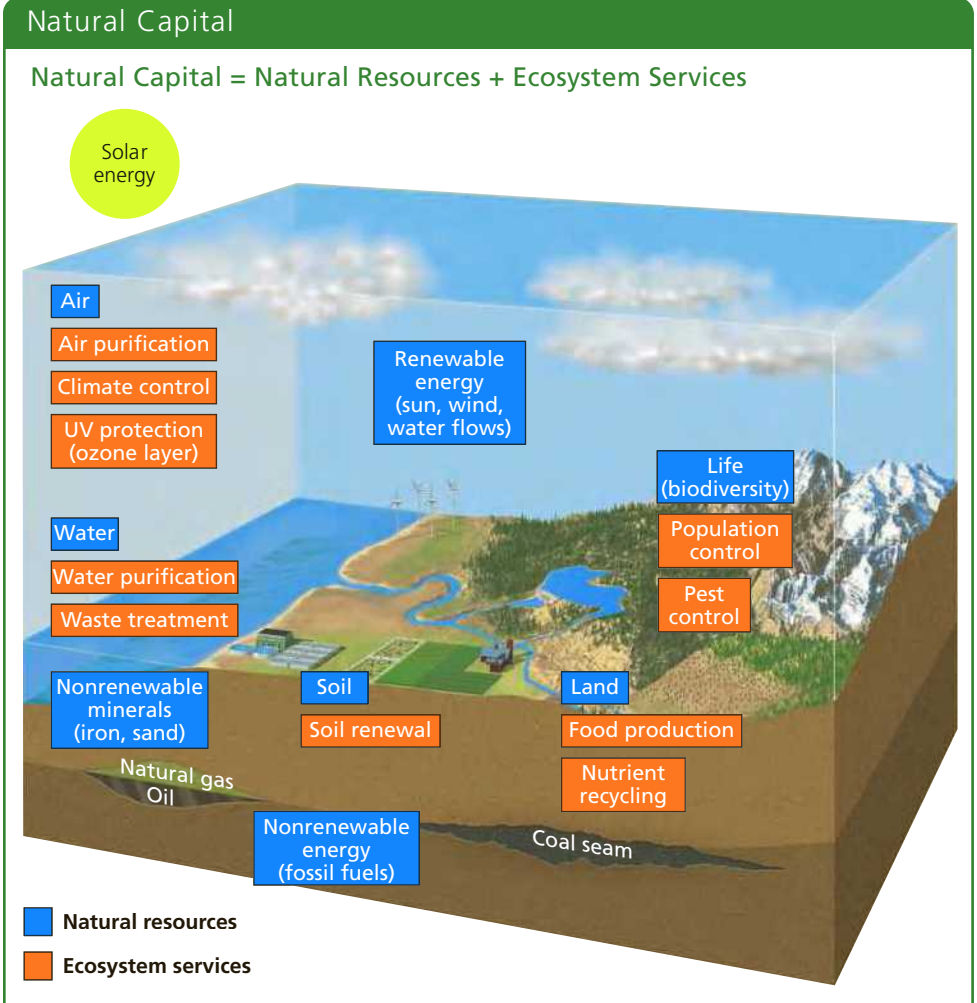 Natural Capital
Natural Capital = Natural Resources + Ecosystem Services
Solar
energy
Air
Air purification
Climate control
UV protection
(ozone layer)
Renewable
energy
(sun, wind,
water flows)
Life
(biodiversity)
Population
control
Pest
control
Water
Water purification
Waste treatment
Nonrenewable
minerals
(iron, sand)
Soil
Soil renewal
Land
Food production
Nutrient
recycling
Natural gas
Oil
Nonrenewable
energy
(fossil fuels)
Coal seam
Natural resources
Ecosystem services